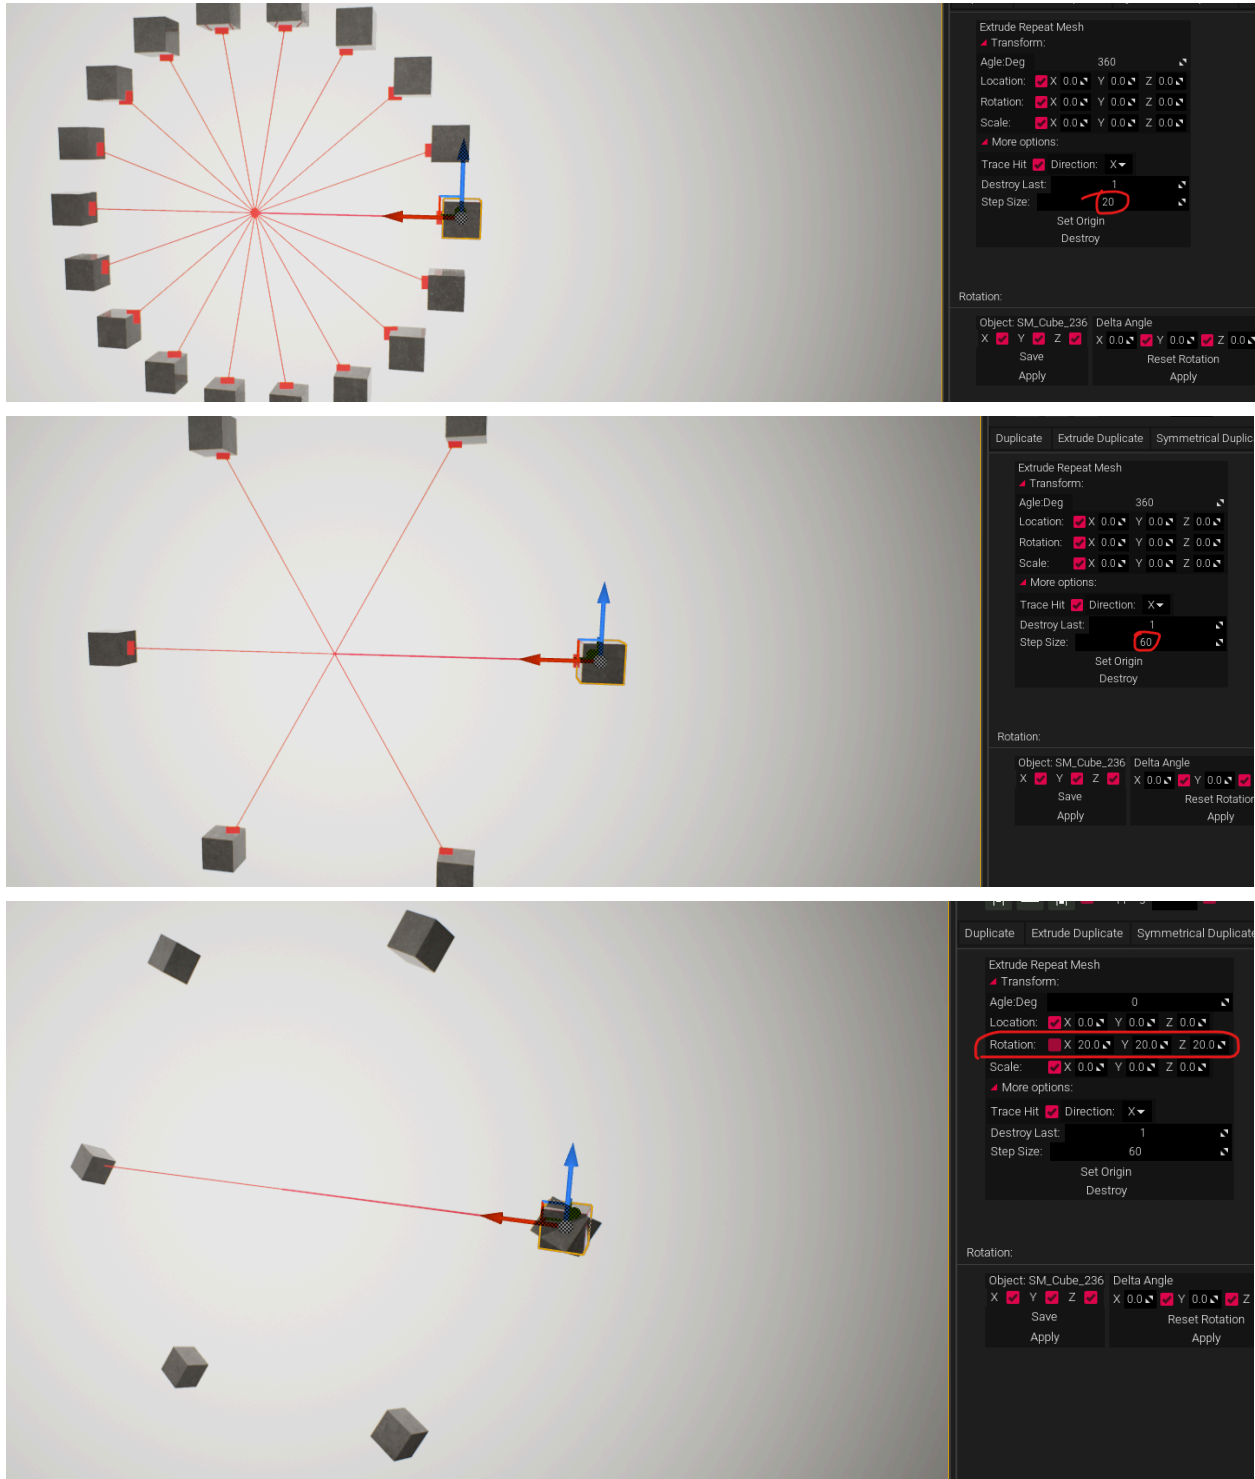 Extrude Repeat Mesh
Transform:
Agle:Deg 360
Location: X 0.0 Y 0.0 Z 0.0
Rotation: X 0.0 Y 0.0 Z 0.0
Scale: X 0.0 Y 0.0 Z 0.0
More options:
Trace Hit Direction: X
Destroy Last: 1
Step Size: 20
Set Origin
Destroy
Rotation:
Object: SM_Cube_236 Delta Angle
X Y Z X 0.0 Y 0.0 Z 0.0
Save Reset Rotation
Apply Apply
Duplicate Extrude Duplicate Symmetrical Duplic
Extrude Repeat Mesh
Transform:
Agle:Deg 360
Location: X 0.0 Y 0.0 Z 0.0
Rotation: X 0.0 Y 0.0 Z 0.0
Scale: X 0.0 Y 0.0 Z 0.0
More options:
Trace Hit Direction: X
Destroy Last: 1
Step Size: 60
Set Origin
Destroy
Rotation:
Object: SM_Cube_236 Delta Angle
X Y Z X 0.0 Y 0.0
Save Reset Rotation
Apply Apply
Duplicate Extrude Duplicate Symmetrical Duplicate
Extrude Repeat Mesh
Transform:
Agle:Deg 0
Location: X 0.0 Y 0.0 Z 0.0
Rotation: X 20.0 Y 20.0 Z 20.0
Scale: X 0.0 Y 0.0 Z 0.0
More options:
Trace Hit Direction: X
Destroy Last: 1
Step Size: 60
Set Origin
Destroy
Rotation:
Object: SM_Cube_236 Delta Angle
X Y Z X 0.0 Y 0.0 Z
Save Reset Rotation
Apply Apply